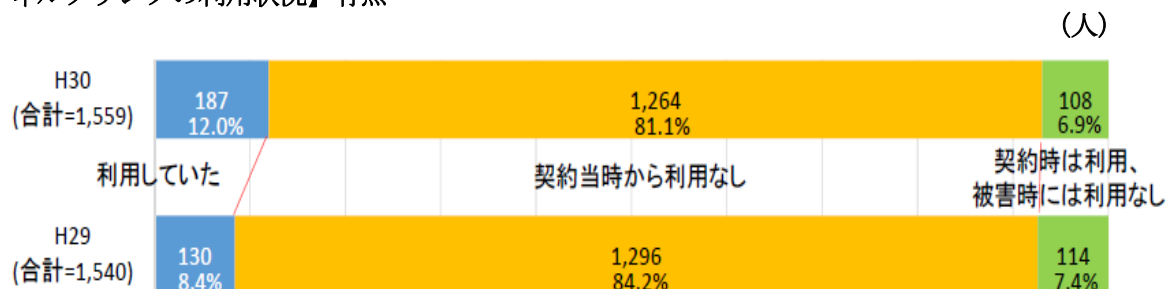 (人)
H30
(合計=1,559)
187
12.0%
1,264
81.1%
108
6.9%
利用していた
契約当時から利用なし
契約時は利用、
被害時には利用なし
H29
(合計=1,540)
130
8.4%
1,296
84.2%
114
7.4%